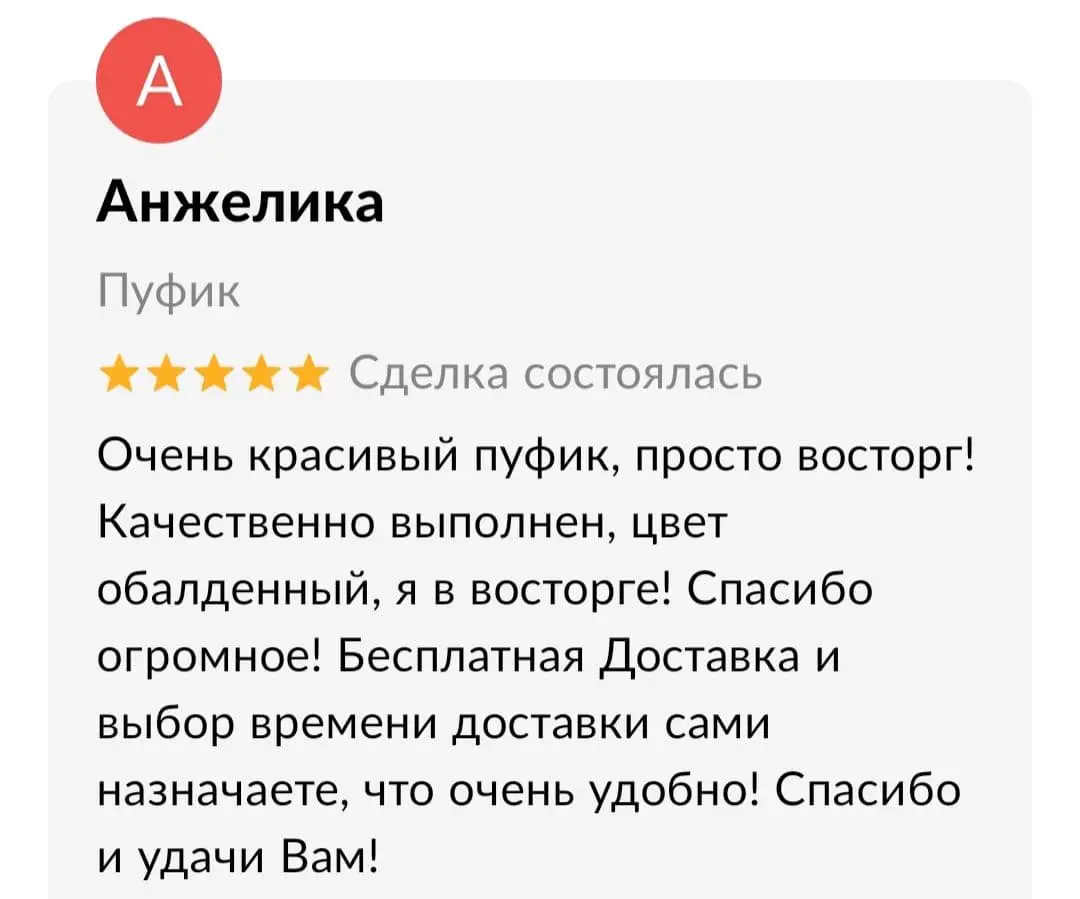 А
Анжелика
Пуфик
Сделка состоялась
Очень красивый пуфик, просто восторг!
Качественно выполнен, цвет
обалденный, я в восторге! Спасибо
огромное! Бесплатная Доставка и
выбор времени доставки сами
назначаете, что очень удобно! Спасибо
и удачи Вам!